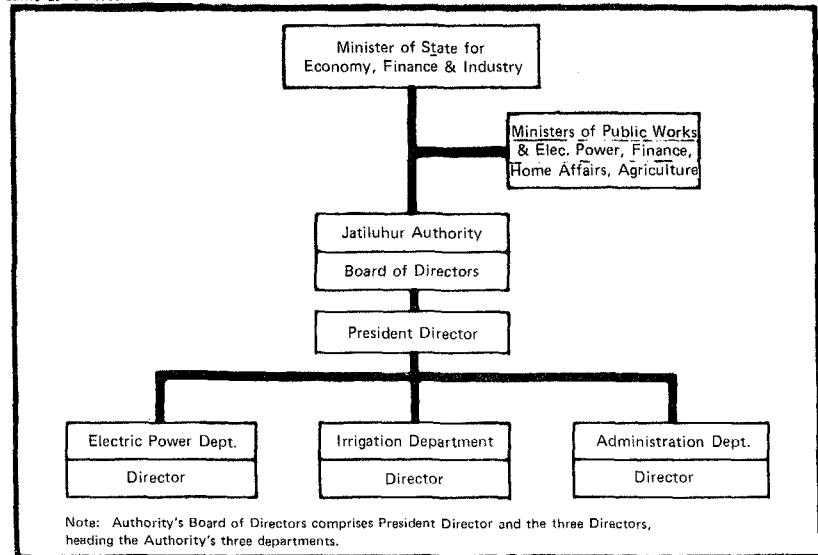 Minister of State for
Economy, Finance & Industry
Ministers of Public Works
& Elec. Power, Finance,
Home Affairs, Agriculture
Jatiluhur Authority
Board of Directors
President Director
Electric Power Dept.
Director
Irrigation Department
Director
Administration Dept.
Director
Note: Authority's Board of Directors comprises President Director and the three Directors,
heading the Authority's three departments.